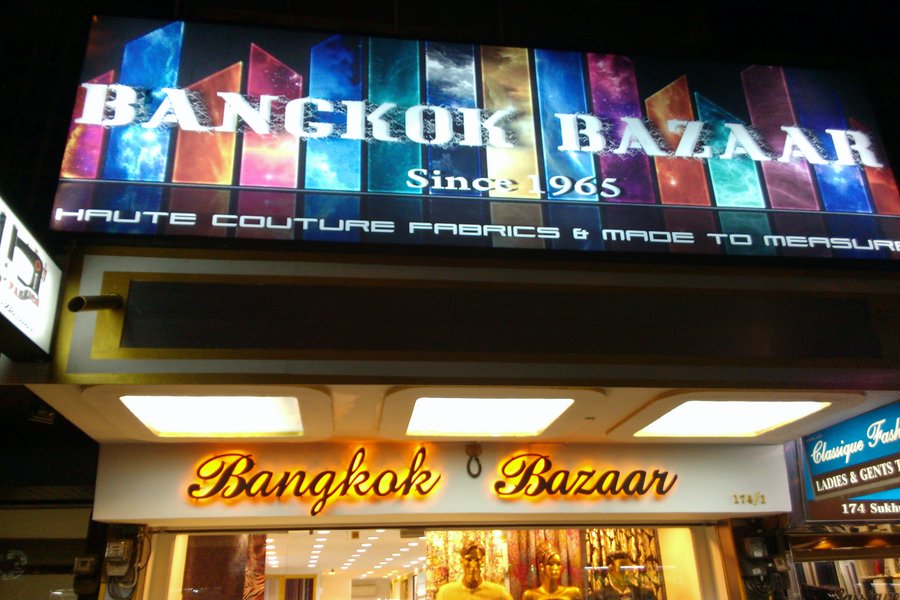 BANGKOK BAZAAR
Since 1965
HAUTE COUTURE FABRICS & MADE TO MEASURE
Bangkok Bazaar
174/1
Classique Fash
LADIES & GENTS T
174 Sukhu